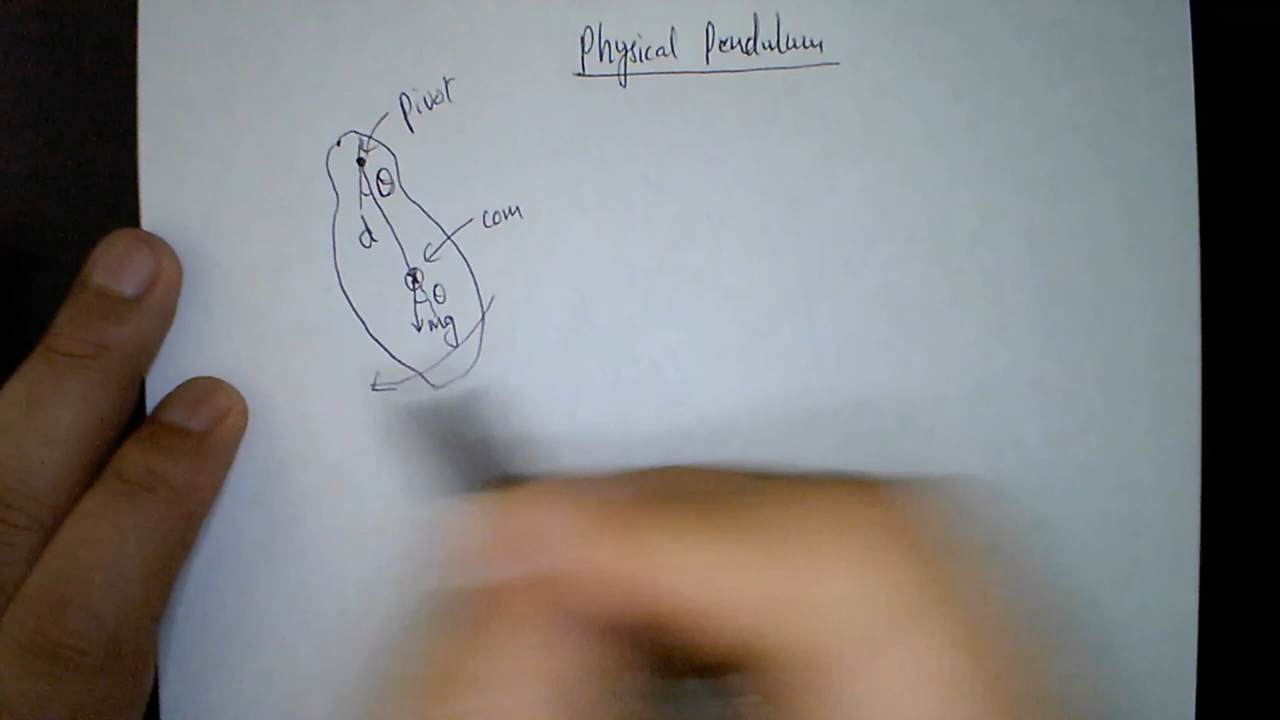 Physical Pendulum
pivot
θ
d
com
θ
mg